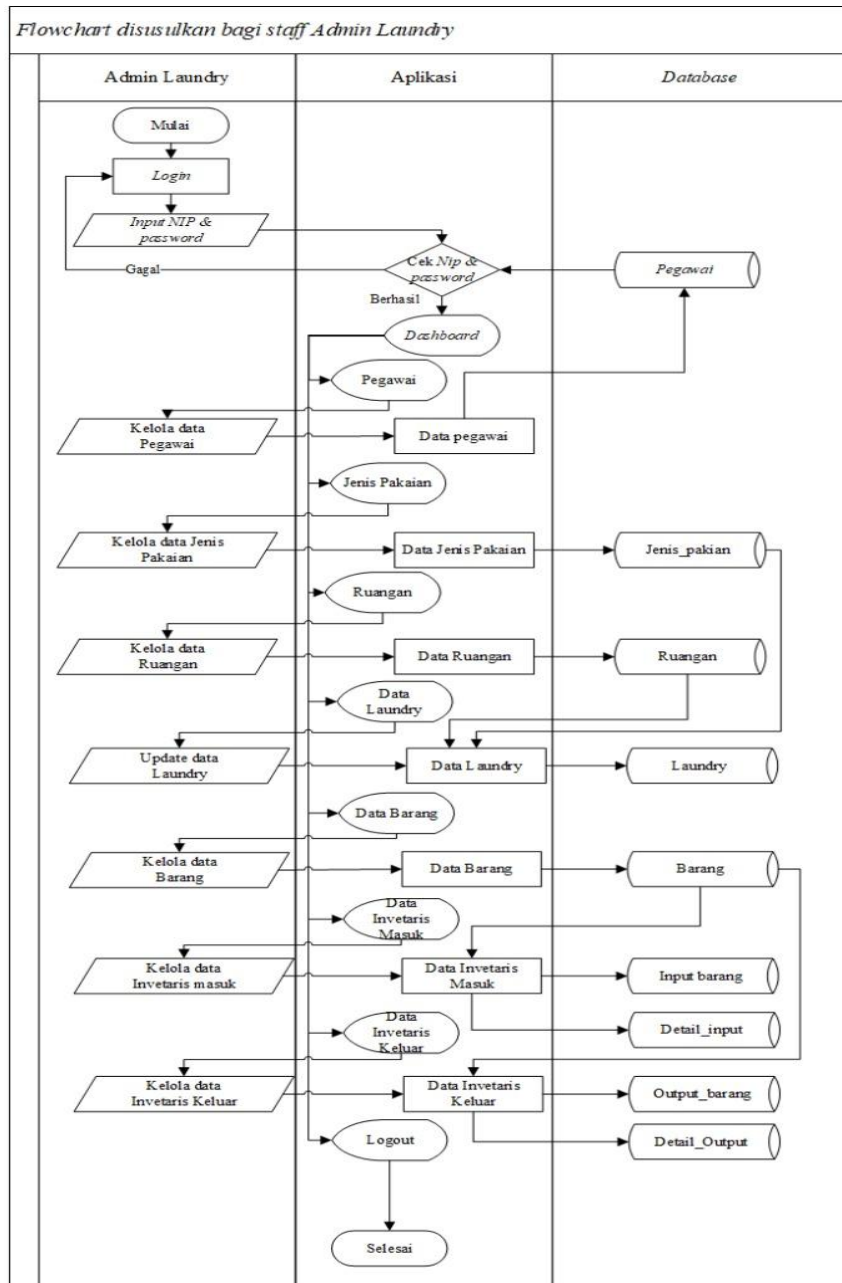 Flowchart disusulkan bagi staff Admin Laundry
Admin Laundry
Aplikasi
Database
Mulai
Login
Input NIP &
password
Gagal
Cek Nip &
password
Pegawai
Berhasil
Dashboard
Pegawai
Kelola data
Pegawai
Data pegawai
Jenis Pakaian
Kelola data Jenis
Pakaian
Data Jenis Pakaian
Jenis_pakian
Ruangan
Kelola data
Ruangan
Data Ruangan
Ruangan
Data
Laundry
Update data
Laundry
Data Laundry
Laundry
Data Barang
Kelola data
Barang
Data Barang
Barang
Data
Invetaris
Masuk
Kelola data
Invetaris masuk
Data Invetaris
Masuk
Input barang
Detail_input
Data
Invetaris
Keluar
Kelola data
Invetaris Keluar
Data Invetaris
Keluar
Output_barang
Detail_Output
Logout
Selesai